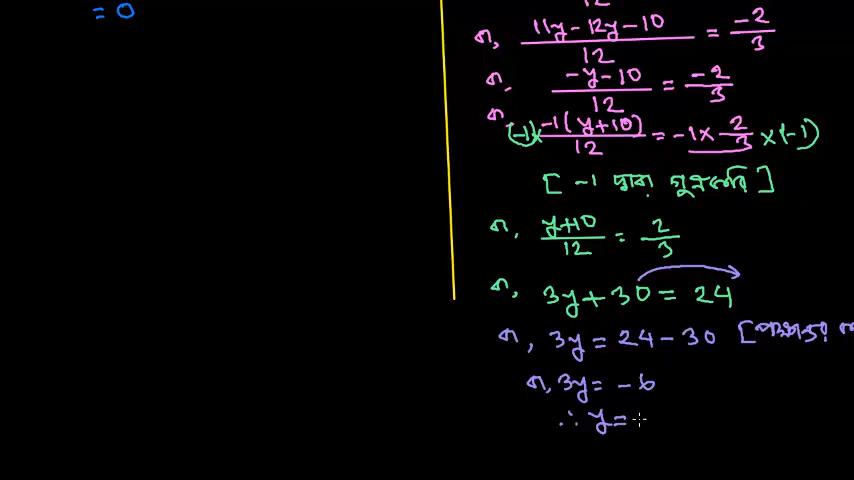 = 0
12
বা, 11y - 12y - 10 / 12 = -2/3
বা, -y - 10 / 12 = -2/3
বা (-1)× -1(y+10) / 12 = -1 × 2/3 × (-1)
[ -1 দ্বারা গুণ করি ]
বা, y+10 / 12 = 2/3
বা, 3y + 30 = 24
বা, 3y = 24 - 30 [
বা, 3y = - 6
∴ y = -